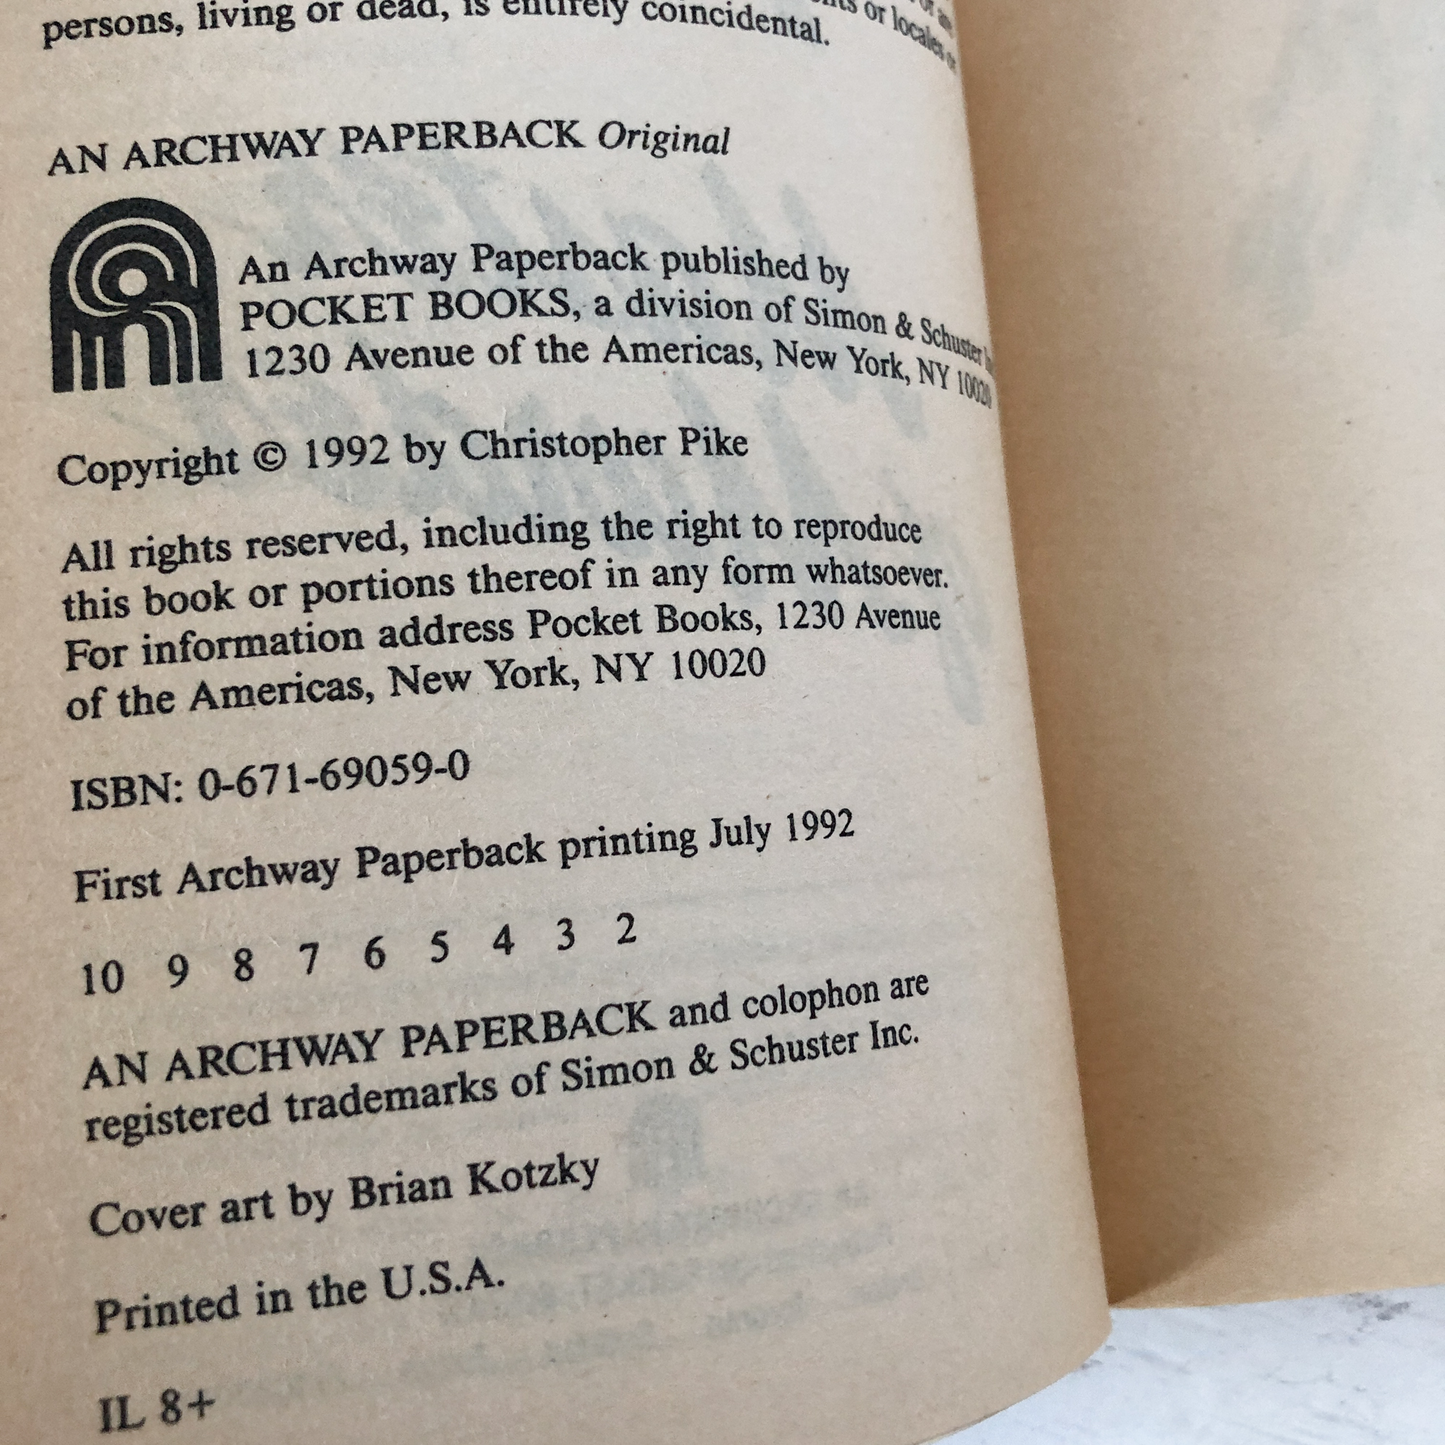 persons, living or dead, is entirely coincidental.
or locales or
AN ARCHWAY PAPERBACK Original
An Archway Paperback published by
POCKET BOOKS, a division of Simon & Schuster
1230 Avenue of the Americas, New York, NY 10020
Copyright © 1992 by Christopher Pike
All rights reserved, including the right to reproduce
this book or portions thereof in any form whatsoever.
For information address Pocket Books, 1230 Avenue
of the Americas, New York, NY 10020
ISBN: 0-671-69059-0
First Archway Paperback printing July 1992
10 9 8 7 6 5 4 3 2
AN ARCHWAY PAPERBACK and colophon are
registered trademarks of Simon & Schuster Inc.
Cover art by Brian Kotzky
Printed in the U.S.A.
IL 8+